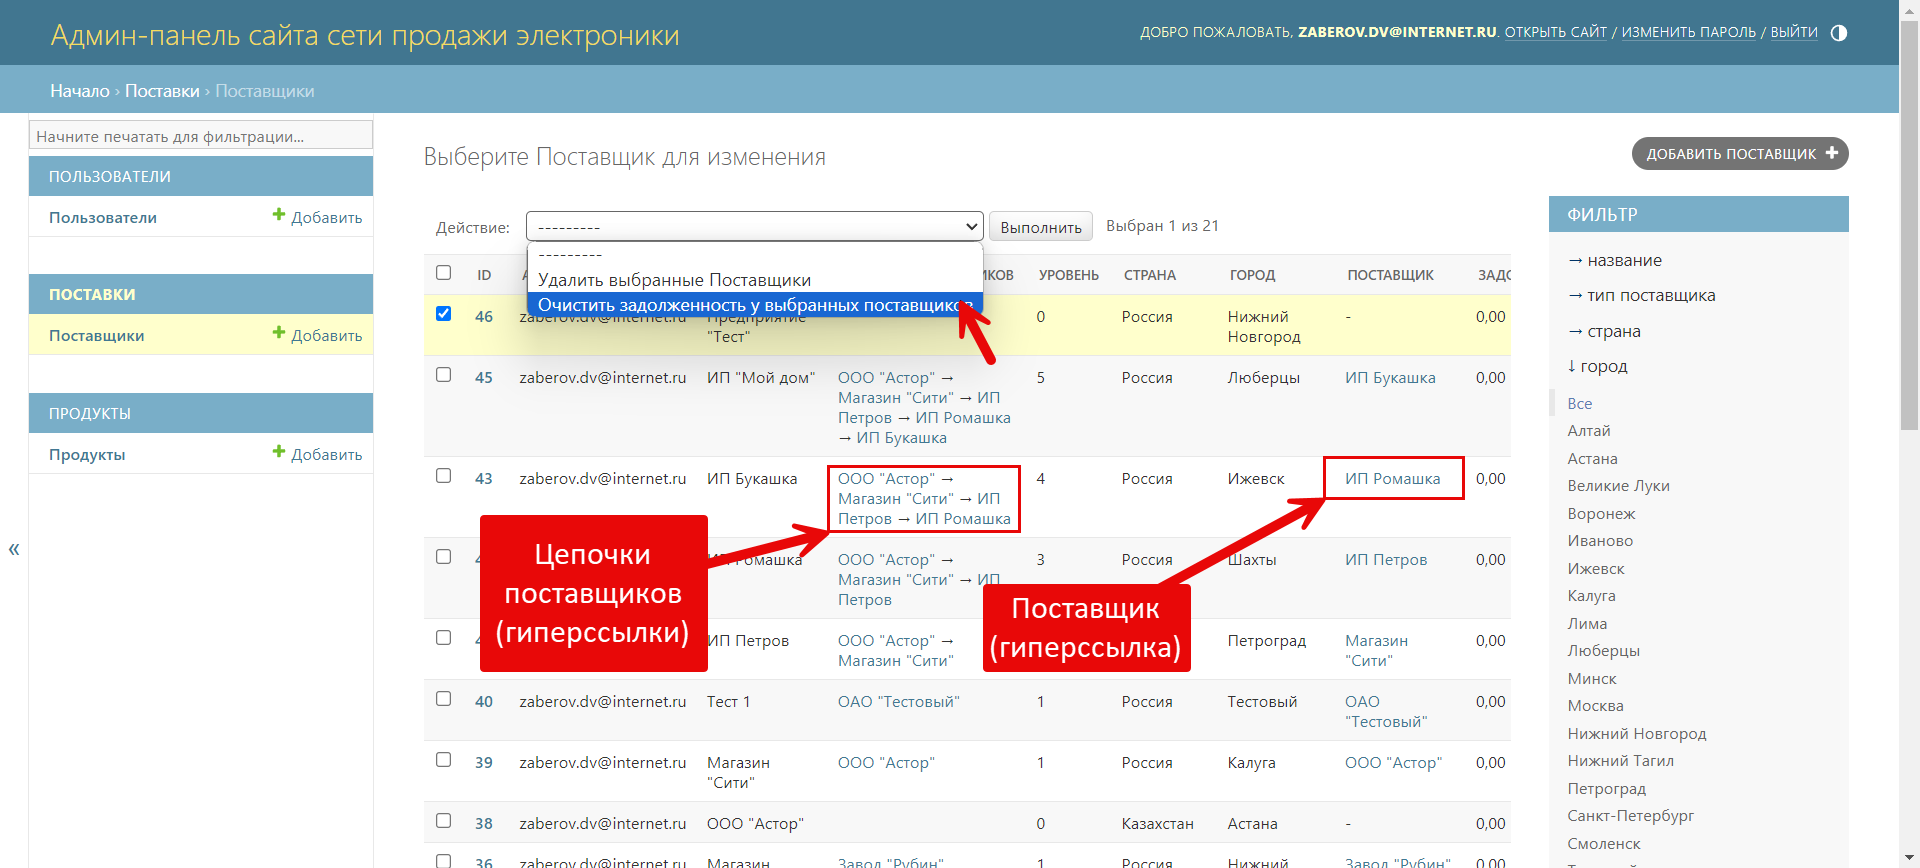 Админ-панель сайта сети продажи электроники
ДОБРО ПОЖАЛОВАТЬ, ZABEROV.DV@INTERNET.RU. ОТКРЫТЬ САЙТ / ИЗМЕНИТЬ ПАРОЛЬ / ВЫЙТИ
Начало › Поставки › Поставщики
Начните печатать для фильтрации...
ПОЛЬЗОВАТЕЛИ
Пользователи Добавить
ПОСТАВКИ
Поставщики Добавить
ПРОДУКТЫ
Продукты Добавить
«
Выберите Поставщик для изменения
ДОБАВИТЬ ПОСТАВЩИК
Действие: --------- Выполнить Выбран 1 из 21
---------
Удалить выбранные Поставщики
Очистить задолженность у выбранных поставщиков
ID УРОВЕНЬ СТРАНА ГОРОД ПОСТАВЩИК
46 zaberov.dv@internet.ru Предприятие 0 Россия Нижний - 0,00
"Тест" Новгород
45 zaberov.dv@internet.ru ИП "Мой дом" ООО "Астор" → 5 Россия Люберцы ИП Букашка 0,00
Магазин "Сити" → ИП
Петров → ИП Ромашка
→ ИП Букашка
43 zaberov.dv@internet.ru ИП Букашка ООО "Астор" → 4 Россия Ижевск ИП Ромашка 0,00
Магазин "Сити" → ИП
Петров → ИП Ромашка
ИП Ромашка ООО "Астор" → 3 Россия Шахты ИП Петров 0,00
Магазин "Сити" → ИП
Петров
ИП Петров ООО "Астор" → Петроград Магазин 0,00
Магазин "Сити" "Сити"
40 zaberov.dv@internet.ru Тест 1 ОАО "Тестовый" 1 Россия Тестовый ОАО 0,00
"Тестовый"
39 zaberov.dv@internet.ru Магазин ООО "Астор" 1 Россия Калуга ООО "Астор" 0,00
"Сити"
38 zaberov.dv@internet.ru ООО "Астор" 0 Казахстан Астана - 0,00
36 zaberov.dv@internet.ru Магазин Завод "Рубин" 1 Россия Нижний Завод "Рубин" 0,00
Цепочки
поставщиков
(гиперссылки)
Поставщик
(гиперссылка)
ФИЛЬТР
→ название
→ тип поставщика
→ страна
↓ город
Все
Алтай
Астана
Великие Луки
Воронеж
Иваново
Ижевск
Калуга
Лима
Люберцы
Минск
Москва
Нижний Новгород
Нижний Тагил
Петроград
Санкт-Петербург
Смоленск